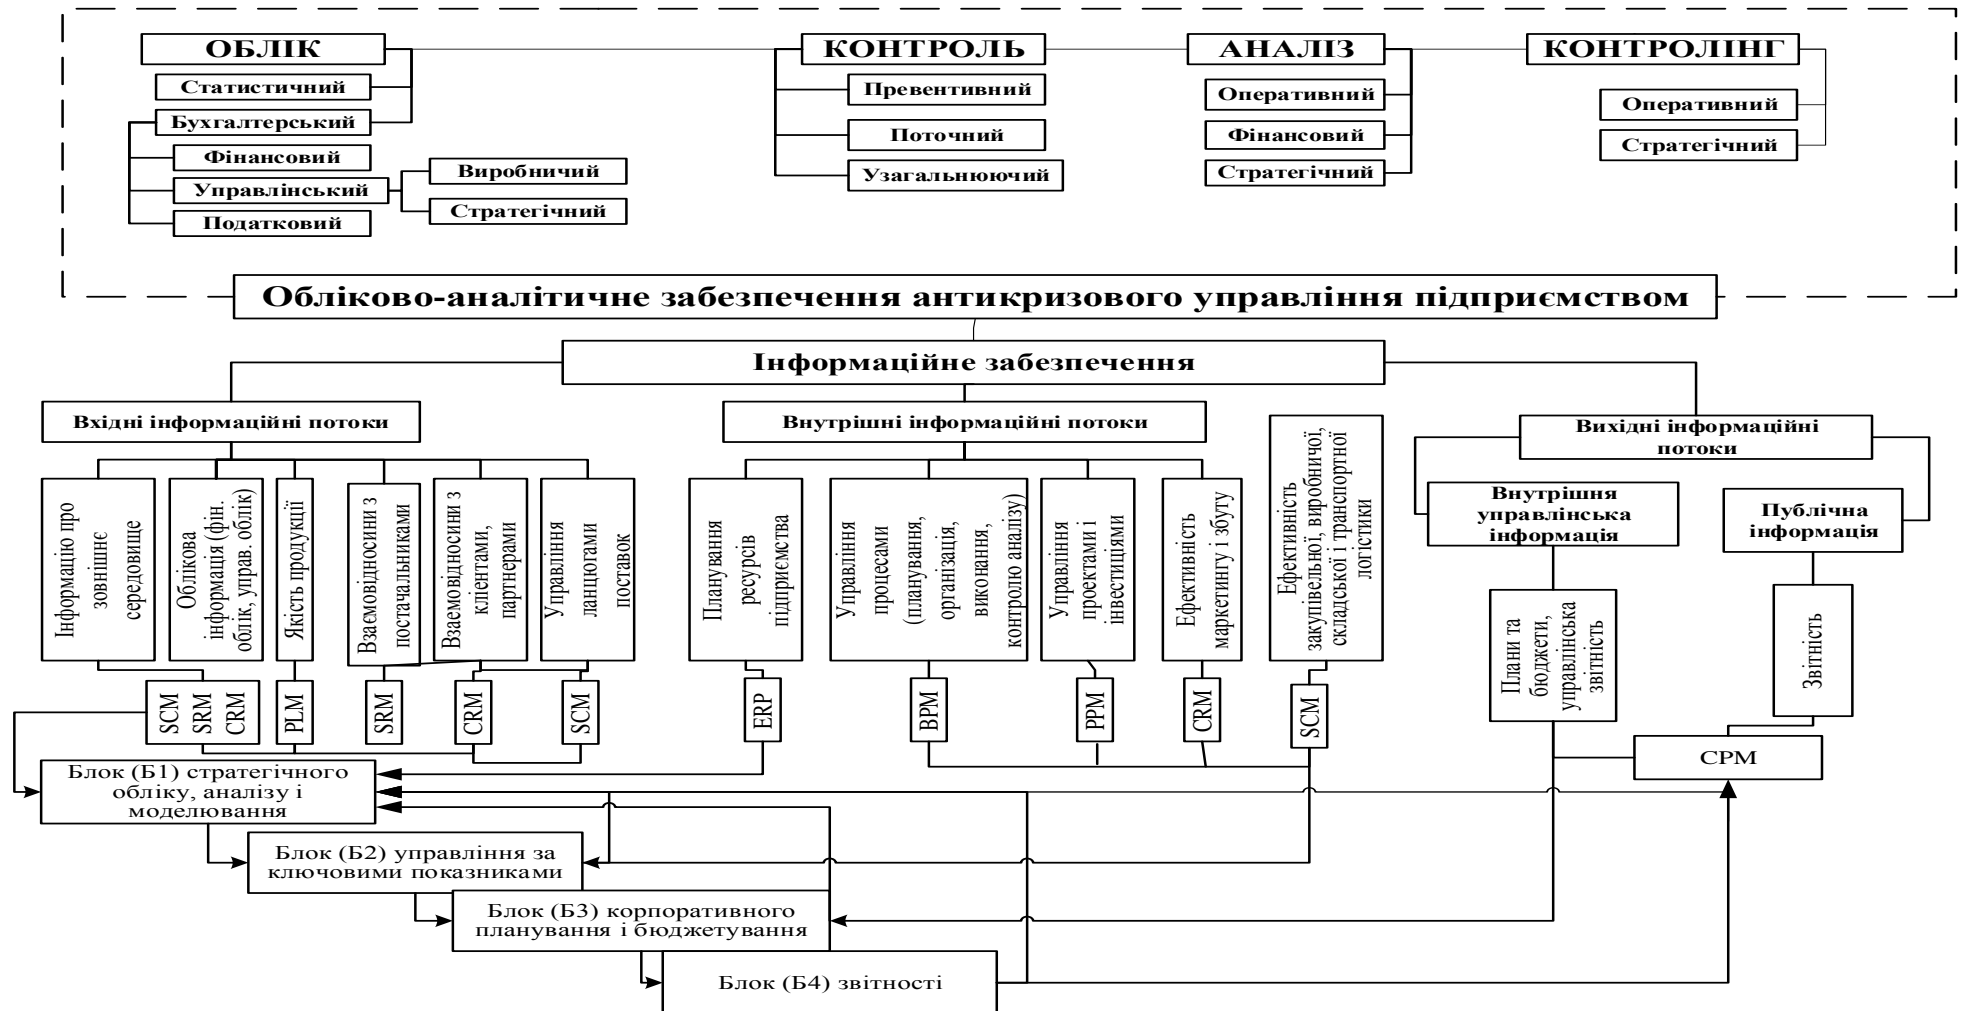 ОБЛІК
КОНТРОЛЬ
АНАЛІЗ
КОНТРОЛІНГ
Статистичний
Бухгалтерський
Фінансовий
Управлінський
Податковий
Виробничий
Стратегічний
Превентивний
Поточний
Узагальнюючий
Оперативний
Фінансовий
Стратегічний
Оперативний
Стратегічний
Обліково-аналітичне забезпечення антикризового управління підприємством
Інформаційне забезпечення
Вхідні інформаційні потоки
Внутрішні інформаційні потоки
Вихідні інформаційні
потоки
Інформацію про
зовнішнє
середовище
Облікова
інформація (фін.
облік, управ. облік)
Якість продукції
Взаємовідносини з
постачальниками
Взаємовідносини з
клієнтами,
партнерами
Управління
ланцюгами
поставок
Планування
ресурсів
підприємства
Управління
процесами
(планування,
організація,
виконання,
контролю аналізу)
Управління
проектами і
інвестиціями
Ефективність
маркетингу і збуту
Ефективність
закупівельної, виробничої,
складської і транспортної
логістики
Внутрішня
управлінська
інформація
Публічна
інформація
Плани та
бюджети,
управлінська
звітність
Звітність
SCM
SRM
CRM
PLM
SRM
CRM
SCM
ERP
BPM
PPM
CRM
SCM
CPM
Блок (Б1) стратегічного
обліку, аналізу і
моделювання
Блок (Б2) управління за
ключовими показниками
Блок (Б3) корпоративного
планування і бюджетування
Блок (Б4) звітності